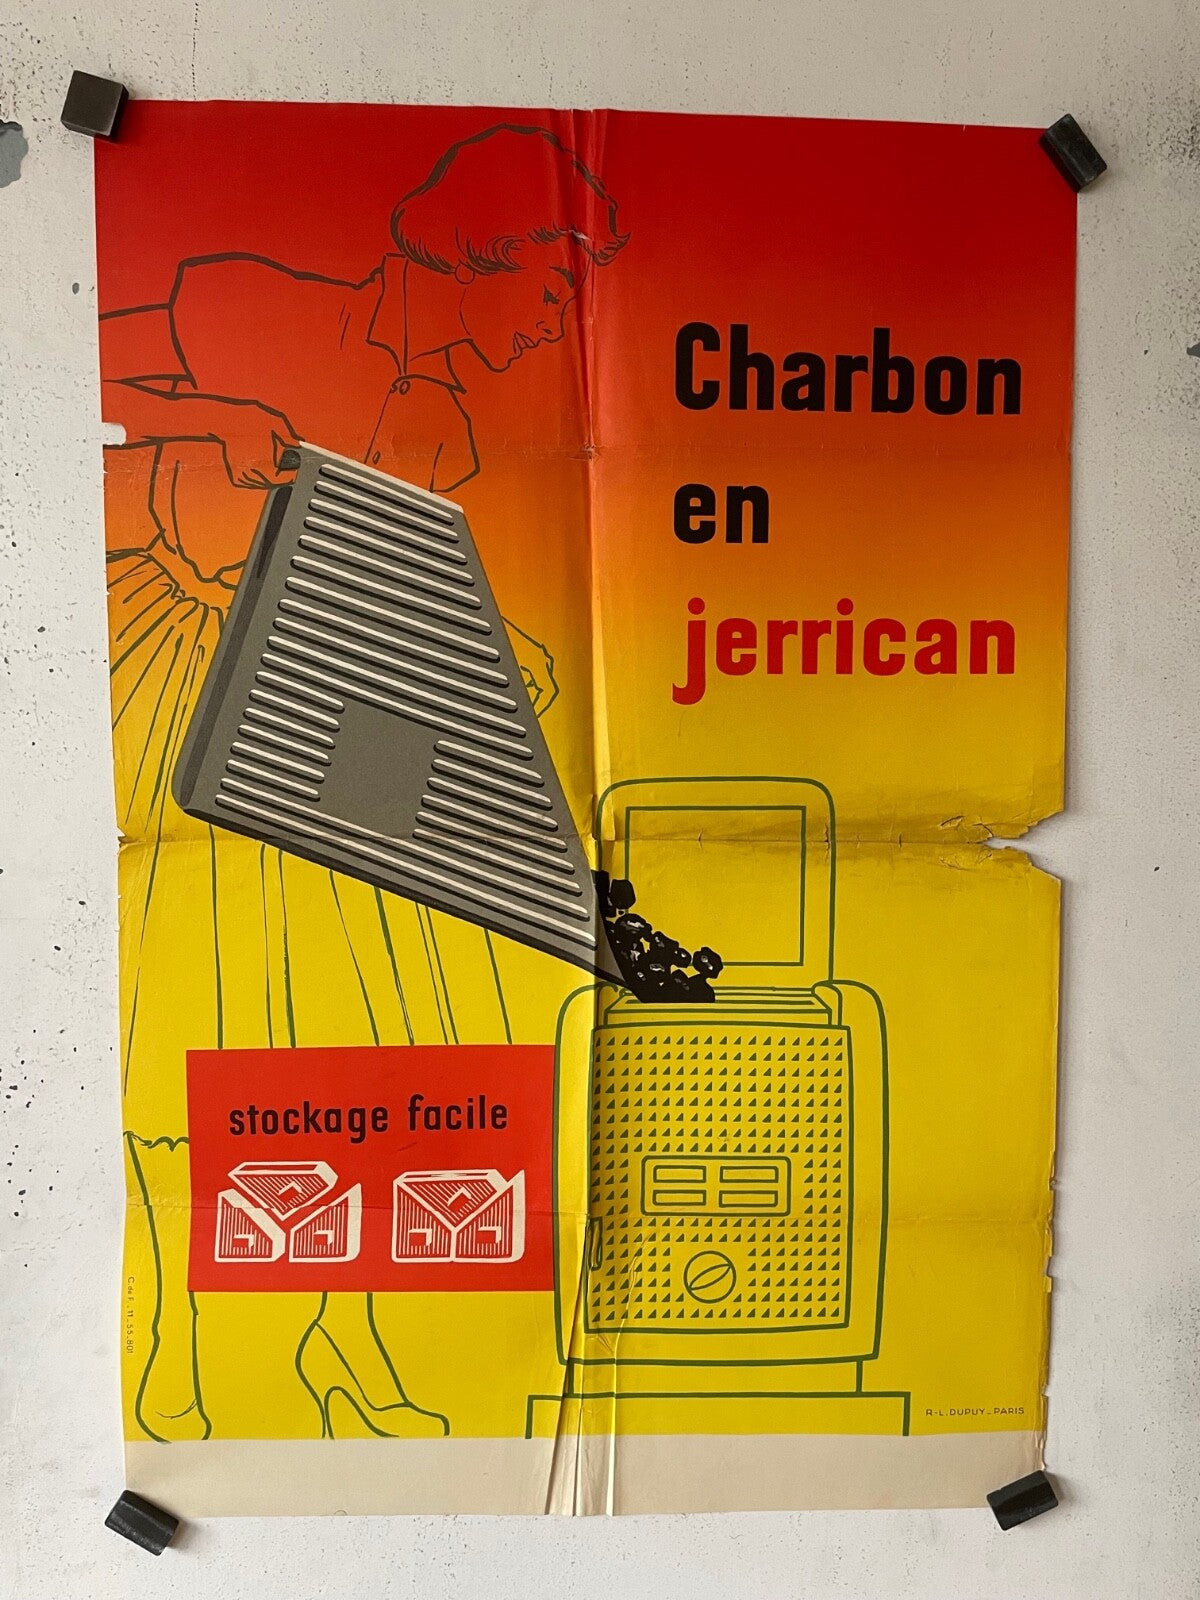 Charbon
en
jerrican
stockage facile
C. de F. - 11-55-801
R-L. DUPUY - PARIS